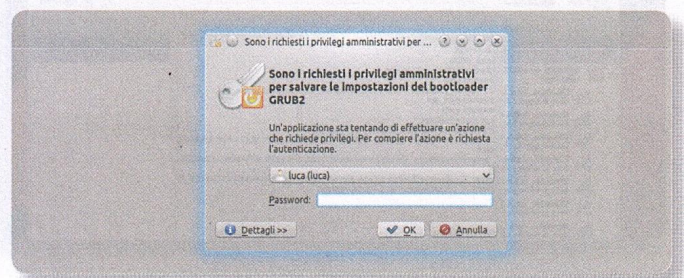 Sono i richiesti i privilegi amministrativi per ...
Sono i richiesti i privilegi amministrativi
per salvare le impostazioni del bootloader
GRUB2
Un'applicazione sta tentando di effettuare un'azione
che richiede privilegi. Per compiere l'azione è richiesta
l'autenticazione.
luca (luca)
Password:
Dettagli >>
OK
Annulla